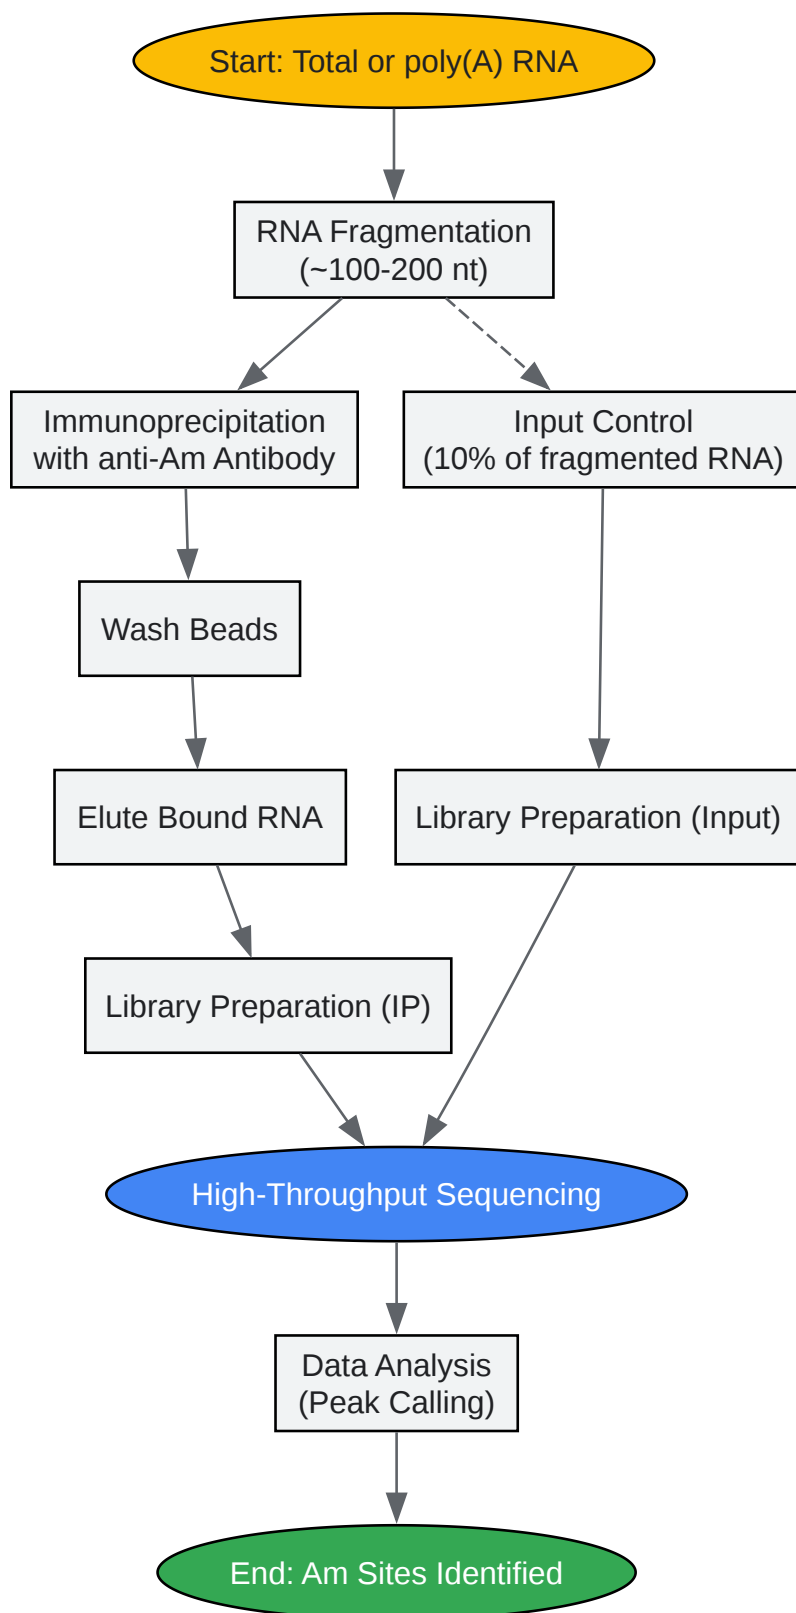 Start: Total or poly(A) RNA
RNA Fragmentation
(~100-200 nt)
Immunoprecipitation
with anti-Am Antibody
Input Control
(10% of fragmented RNA)
Wash Beads
Elute Bound RNA
Library Preparation (Input)
Library Preparation (IP)
High-Throughput Sequencing
Data Analysis
(Peak Calling)
End: Am Sites Identified